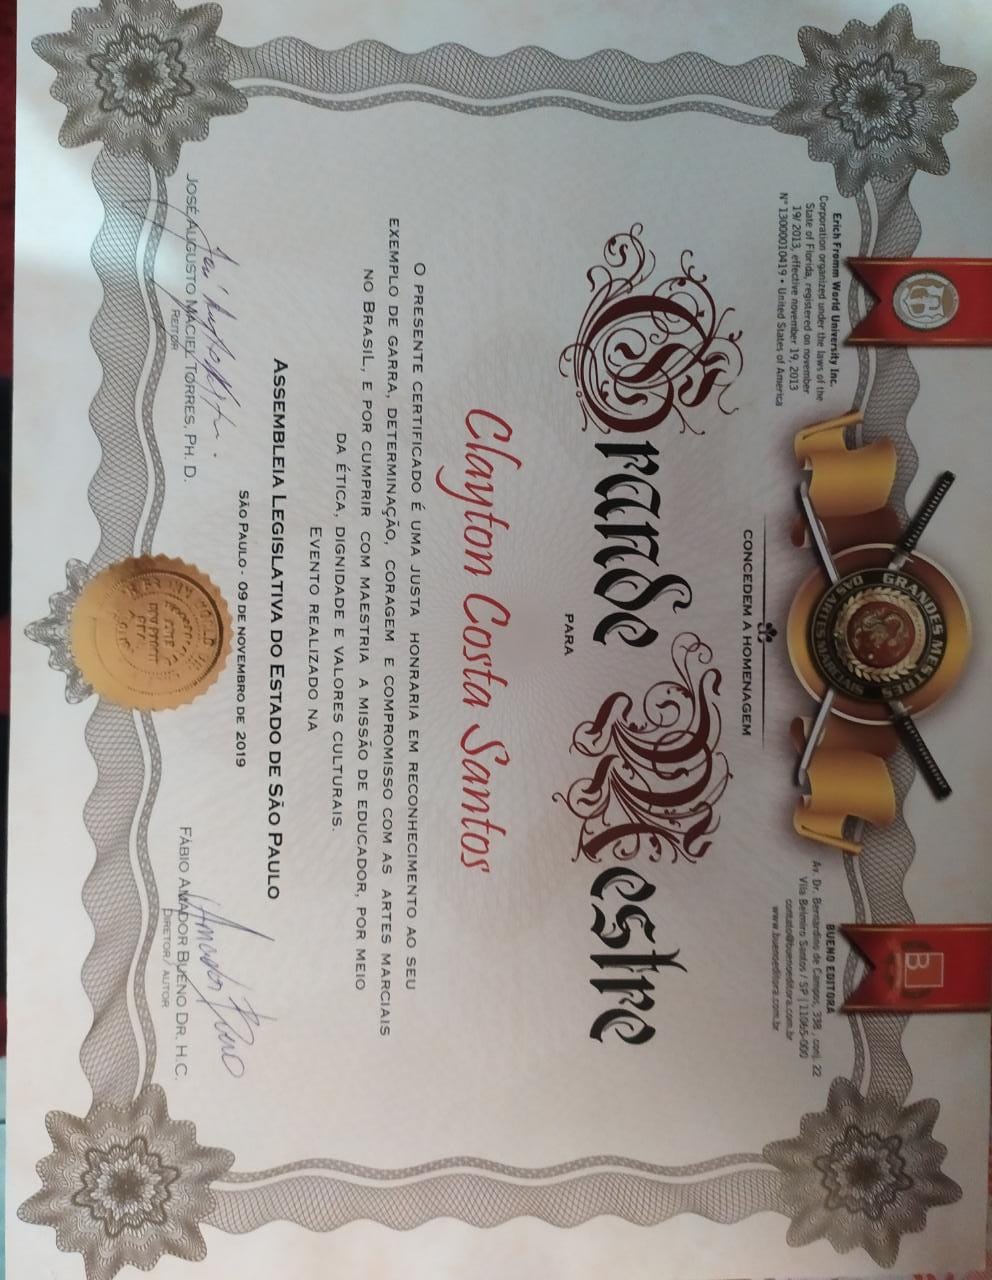 Erich Fromm World University Inc.
Corporation organized under the laws of the
State of Florida, registered on november
19/ 2013, effective november 19, 2013
Nº 13000010419 • United States of America
GRANDES MESTRES
DAS ARTES MARCIAIS
BUENO EDITORA
Av. Dr. Bernardino de Campos, 338, conj. 22
Vila Belmiro Santos / SP | 11065-000
contato@buenoeditora.com.br
www.buenoeditora.com.br
B
CONCEDEM A HOMENAGEM
Grande Mestre
PARA
Clayton Costa Santos
O PRESENTE CERTIFICADO É UMA JUSTA HONRARIA EM RECONHECIMENTO AO SEU
EXEMPLO DE GARRA, DETERMINAÇÃO, CORAGEM E COMPROMISSO COM AS ARTES MARCIAIS
NO BRASIL, E POR CUMPRIR COM MAESTRIA A MISSÃO DE EDUCADOR, POR MEIO
DA ÉTICA, DIGNIDADE E VALORES CULTURAIS.
EVENTO REALIZADO NA
ASSEMBLEIA LEGISLATIVA DO ESTADO DE SÃO PAULO
SÃO PAULO - 09 DE NOVEMBRO DE 2019
JOSÉ AUGUSTO MACIEL TORRES, PH. D.
REITOR
FÁBIO AMADOR BUENO DR. H.C.
DIRETOR / AUTOR